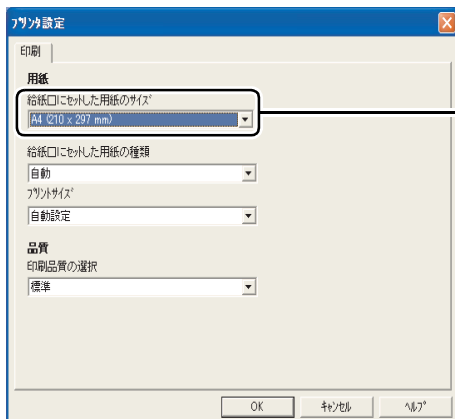 プリンタ設定
印刷
用紙
給紙口にセットした用紙のサイズ
A4 (210 x 297 mm)
給紙口にセットした用紙の種類
自動
プリントサイズ
自動設定
品質
印刷品質の選択
標準
OK キャンセル ヘルプ